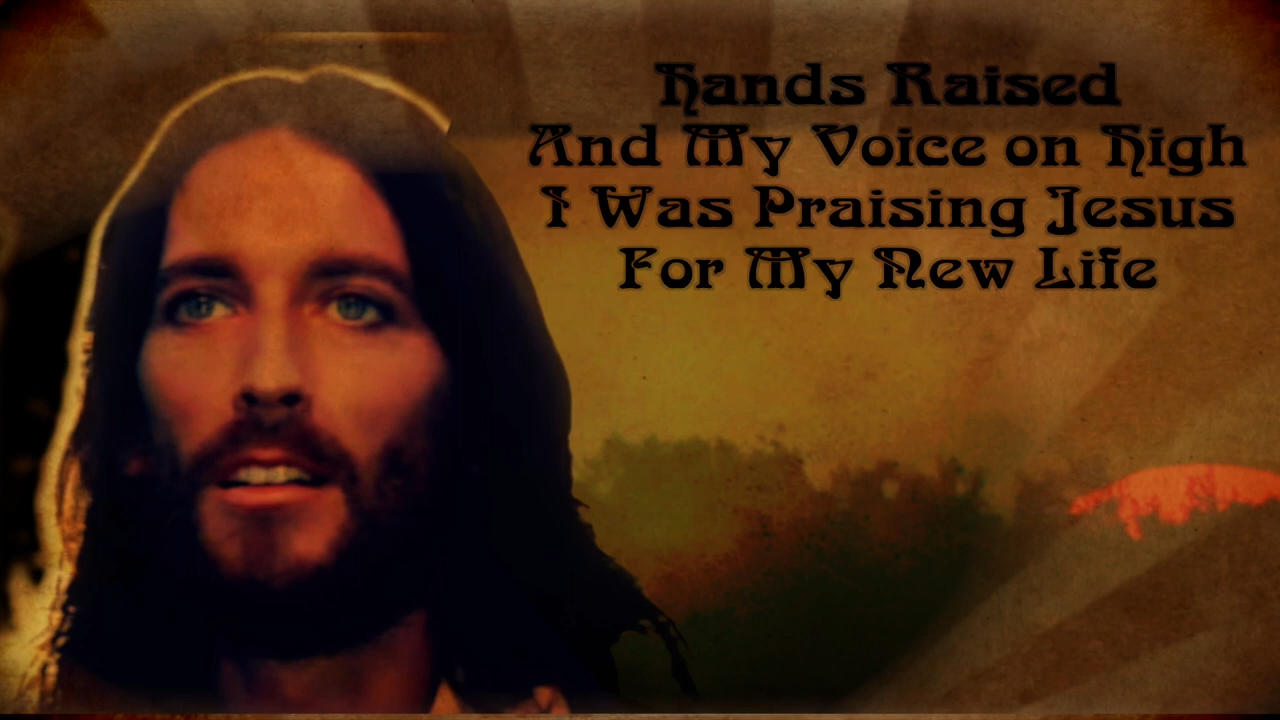 Hands Raised
And My Voice on High
I Was Praising Jesus
For My New Life